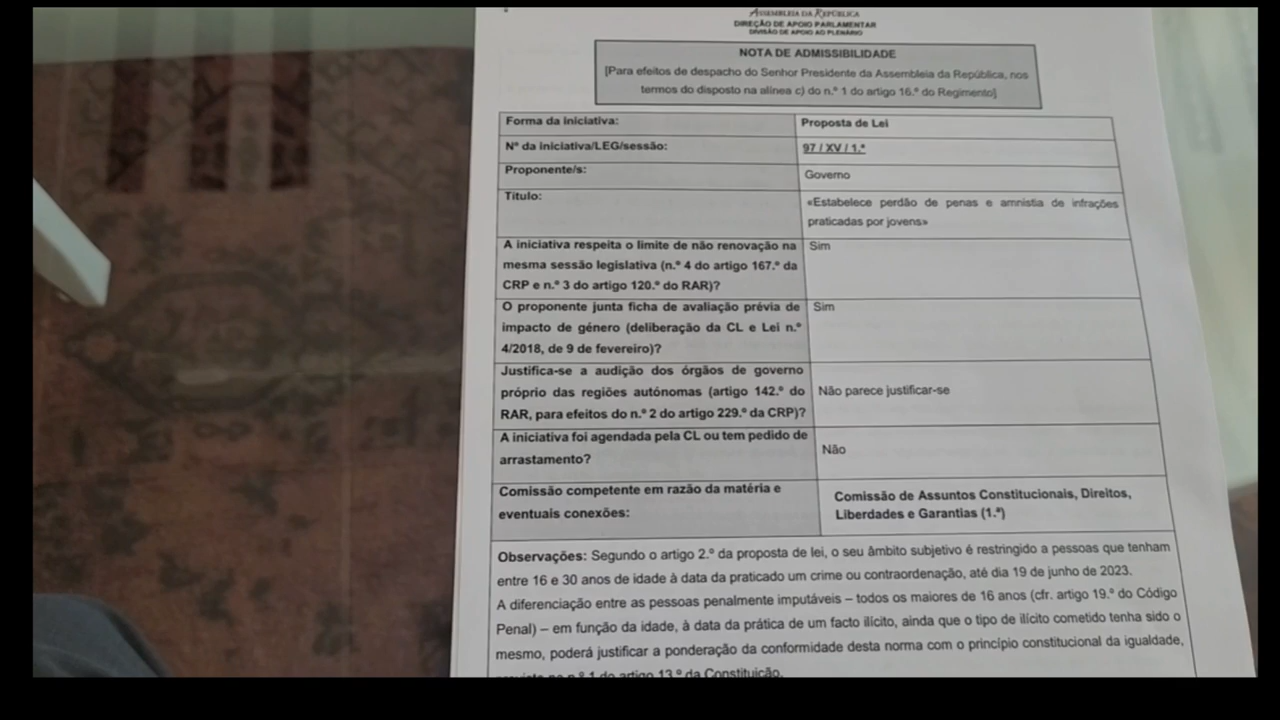 ASSEMBLEIA DA REPÚBLICA
DIREÇÃO DE APOIO PARLAMENTAR
DIVISÃO DE APOIO AO PLENÁRIO
NOTA DE ADMISSIBILIDADE
[Para efeitos de despacho do Senhor Presidente da Assembleia da República, nos
termos do disposto na alínea c) do n.º 1 do artigo 16.º do Regimento]
Forma da iniciativa:
Proposta de Lei
Nº da iniciativa/LEG/sessão:
97 / XV / 1.ª
Proponente/s:
Governo
Título:
«Estabelece perdão de penas e amnistia de infrações
praticadas por jovens»
A iniciativa respeita o limite de não renovação na
mesma sessão legislativa (n.º 4 do artigo 167.º da
CRP e n.º 3 do artigo 120.º do RAR)?
Sim
O proponente junta ficha de avaliação prévia de
impacto de género (deliberação da CL e Lei n.º
4/2018, de 9 de fevereiro)?
Sim
Justifica-se a audição dos órgãos de governo
próprio das regiões autónomas (artigo 142.º do
RAR, para efeitos do n.º 2 do artigo 229.º da CRP)?
Não parece justificar-se
A iniciativa foi agendada pela CL ou tem pedido de
arrastamento?
Não
Comissão competente em razão da matéria e
eventuais conexões:
Comissão de Assuntos Constitucionais, Direitos,
Liberdades e Garantias (1.ª)
Observações: Segundo o artigo 2.º da proposta de lei, o seu âmbito subjetivo é restringido a pessoas que tenham
entre 16 e 30 anos de idade à data da praticado um crime ou contraordenação, até dia 19 de junho de 2023.
A diferenciação entre as pessoas penalmente imputáveis – todos os maiores de 16 anos (cfr. artigo 19.º do Código
Penal) – em função da idade, à data da prática de um facto ilícito, ainda que o tipo de ilícito cometido tenha sido o
mesmo, poderá justificar a ponderação da conformidade desta norma com o princípio constitucional da igualdade,
no n.º 1 do artigo 13.º da Constituição.